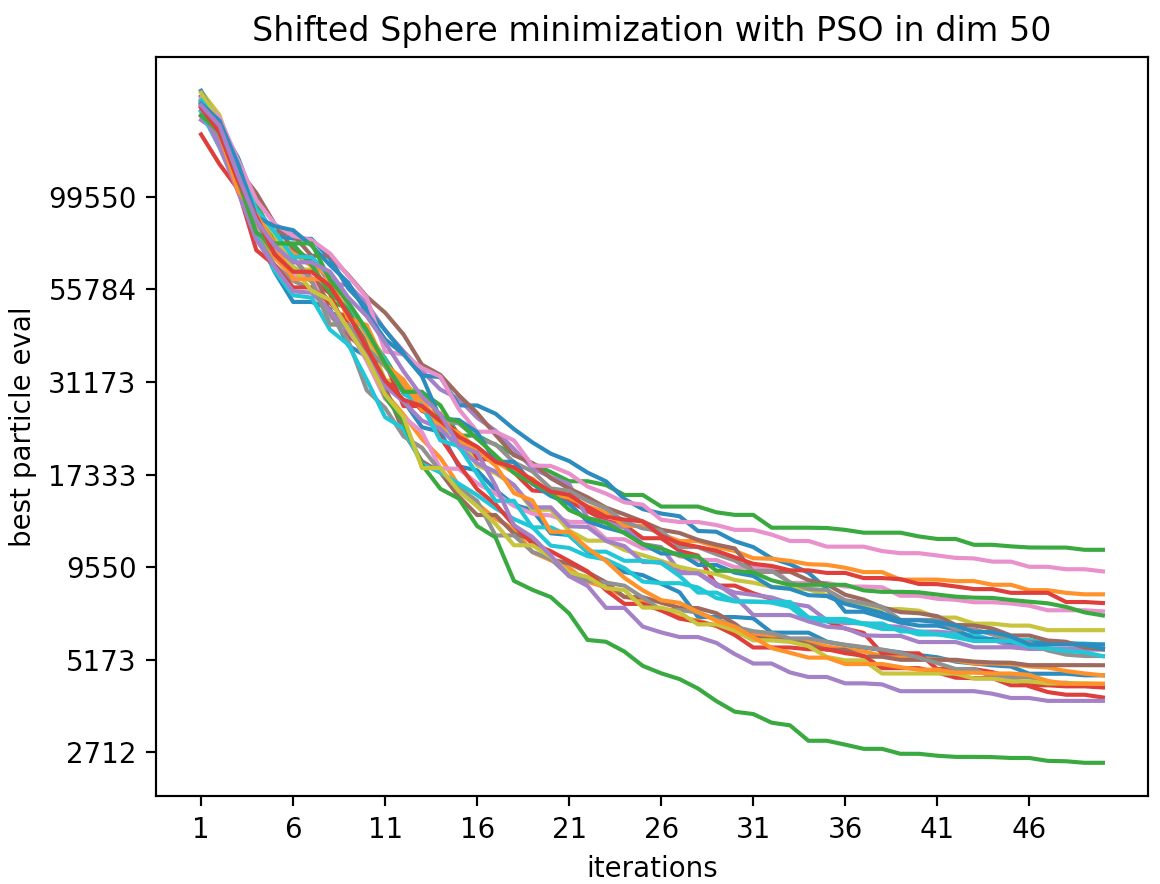 Shifted Sphere minimization with PSO in dim 50
99550
55784
31173
17333
9550
5173
2712
best particle eval
1 6 11 16 21 26 31 36 41 46
iterations